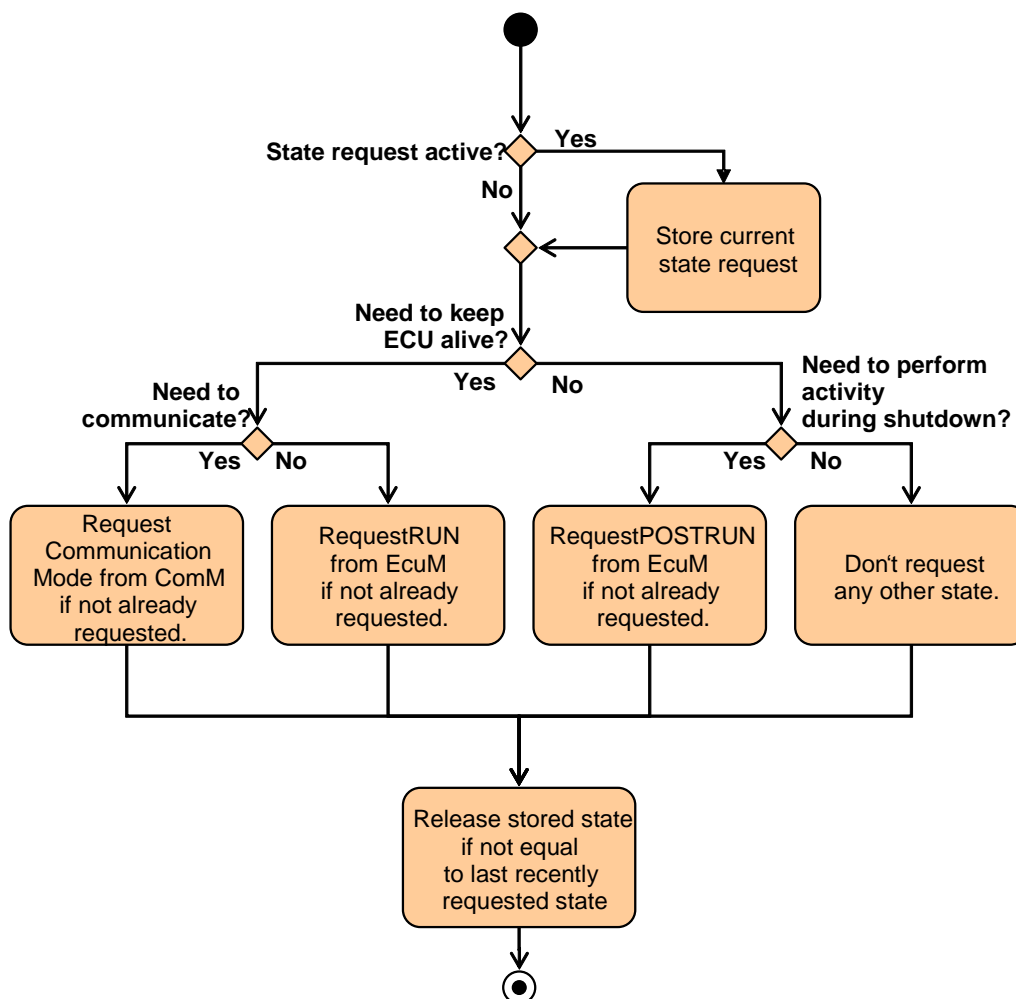 State request active?
Yes
No
Store current
state request
Need to keep
ECU alive?
Yes
No
Need to
communicate?
Yes
No
Need to perform
activity
during shutdown?
Yes
No
Request
Communication
Mode from ComM
if not already
requested.
RequestRUN
from EcuM
if not already
requested.
RequestPOSTRUN
from EcuM
if not already
requested.
Don‘t request
any other state.
Release stored state
if not equal
to last recently
requested state